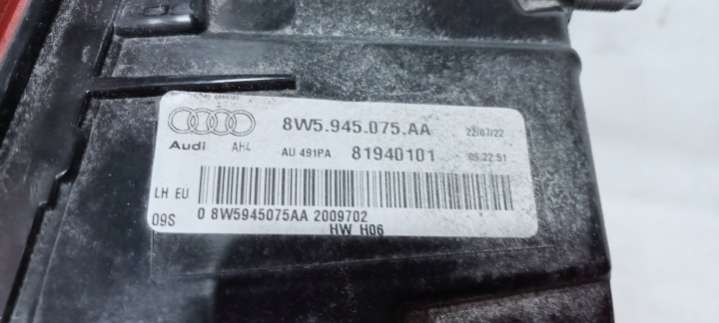 8W5.945.075.AA 22/07/22
Audi AH4 AU 491PA 81940101 05 22 51
LH EU
09S 0 8W5945075AA 2009702
HW H06